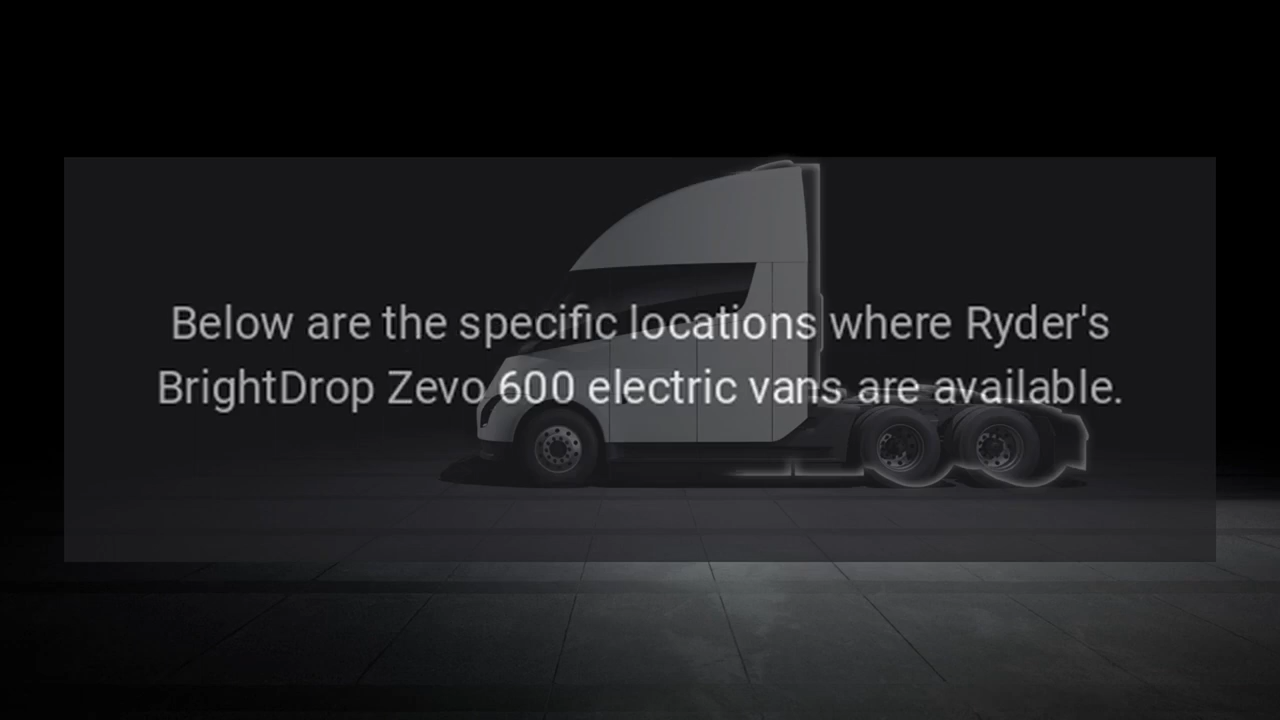 Below are the specific locations where Ryder's
BrightDrop Zevo 600 electric vans are available.